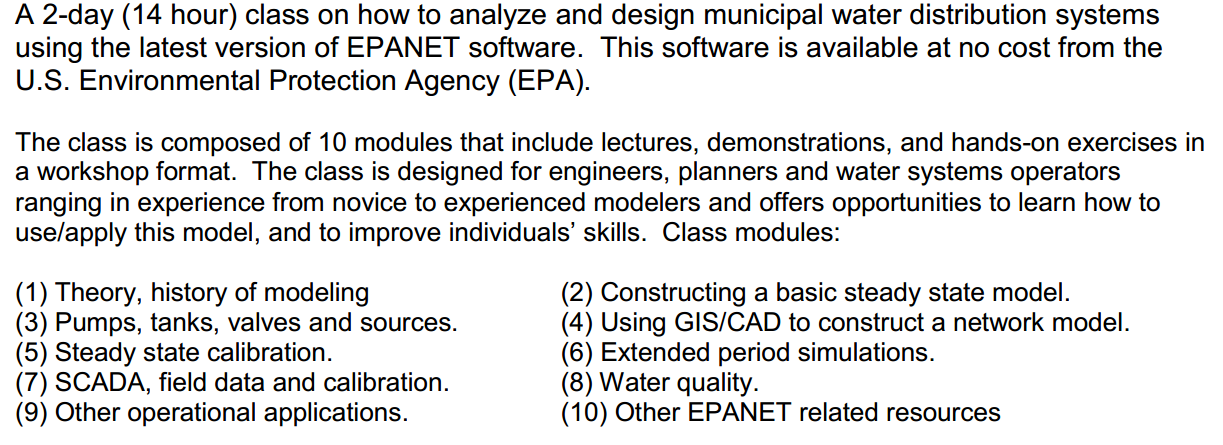 A 2-day (14 hour) class on how to analyze and design municipal water distribution systems
using the latest version of EPANET software.  This software is available at no cost from the
U.S. Environmental Protection Agency (EPA).
The class is composed of 10 modules that include lectures, demonstrations, and hands-on exercises in
a workshop format.  The class is designed for engineers, planners and water systems operators
ranging in experience from novice to experienced modelers and offers opportunities to learn how to
use/apply this model, and to improve individuals’ skills.  Class modules:
(1) Theory, history of modeling
(2) Constructing a basic steady state model.
(3) Pumps, tanks, valves and sources.
(4) Using GIS/CAD to construct a network model.
(5) Steady state calibration.
(6) Extended period simulations.
(7) SCADA, field data and calibration.
(8) Water quality.
(9) Other operational applications.
(10) Other EPANET related resources